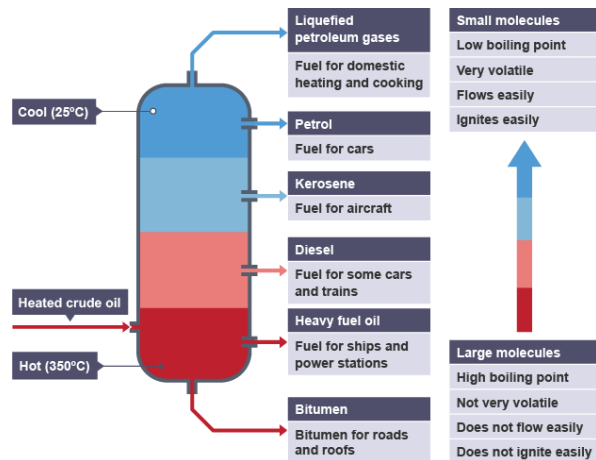 Cool (25ºC)
Heated crude oil
Hot (350ºC)
Liquefied
petroleum gases
Fuel for domestic
heating and cooking
Petrol
Fuel for cars
Kerosene
Fuel for aircraft
Diesel
Fuel for some cars
and trains
Heavy fuel oil
Fuel for ships and
power stations
Bitumen
Bitumen for roads
and roofs
Small molecules
Low boiling point
Very volatile
Flows easily
Ignites easily
Large molecules
High boiling point
Not very volatile
Does not flow easily
Does not ignite easily